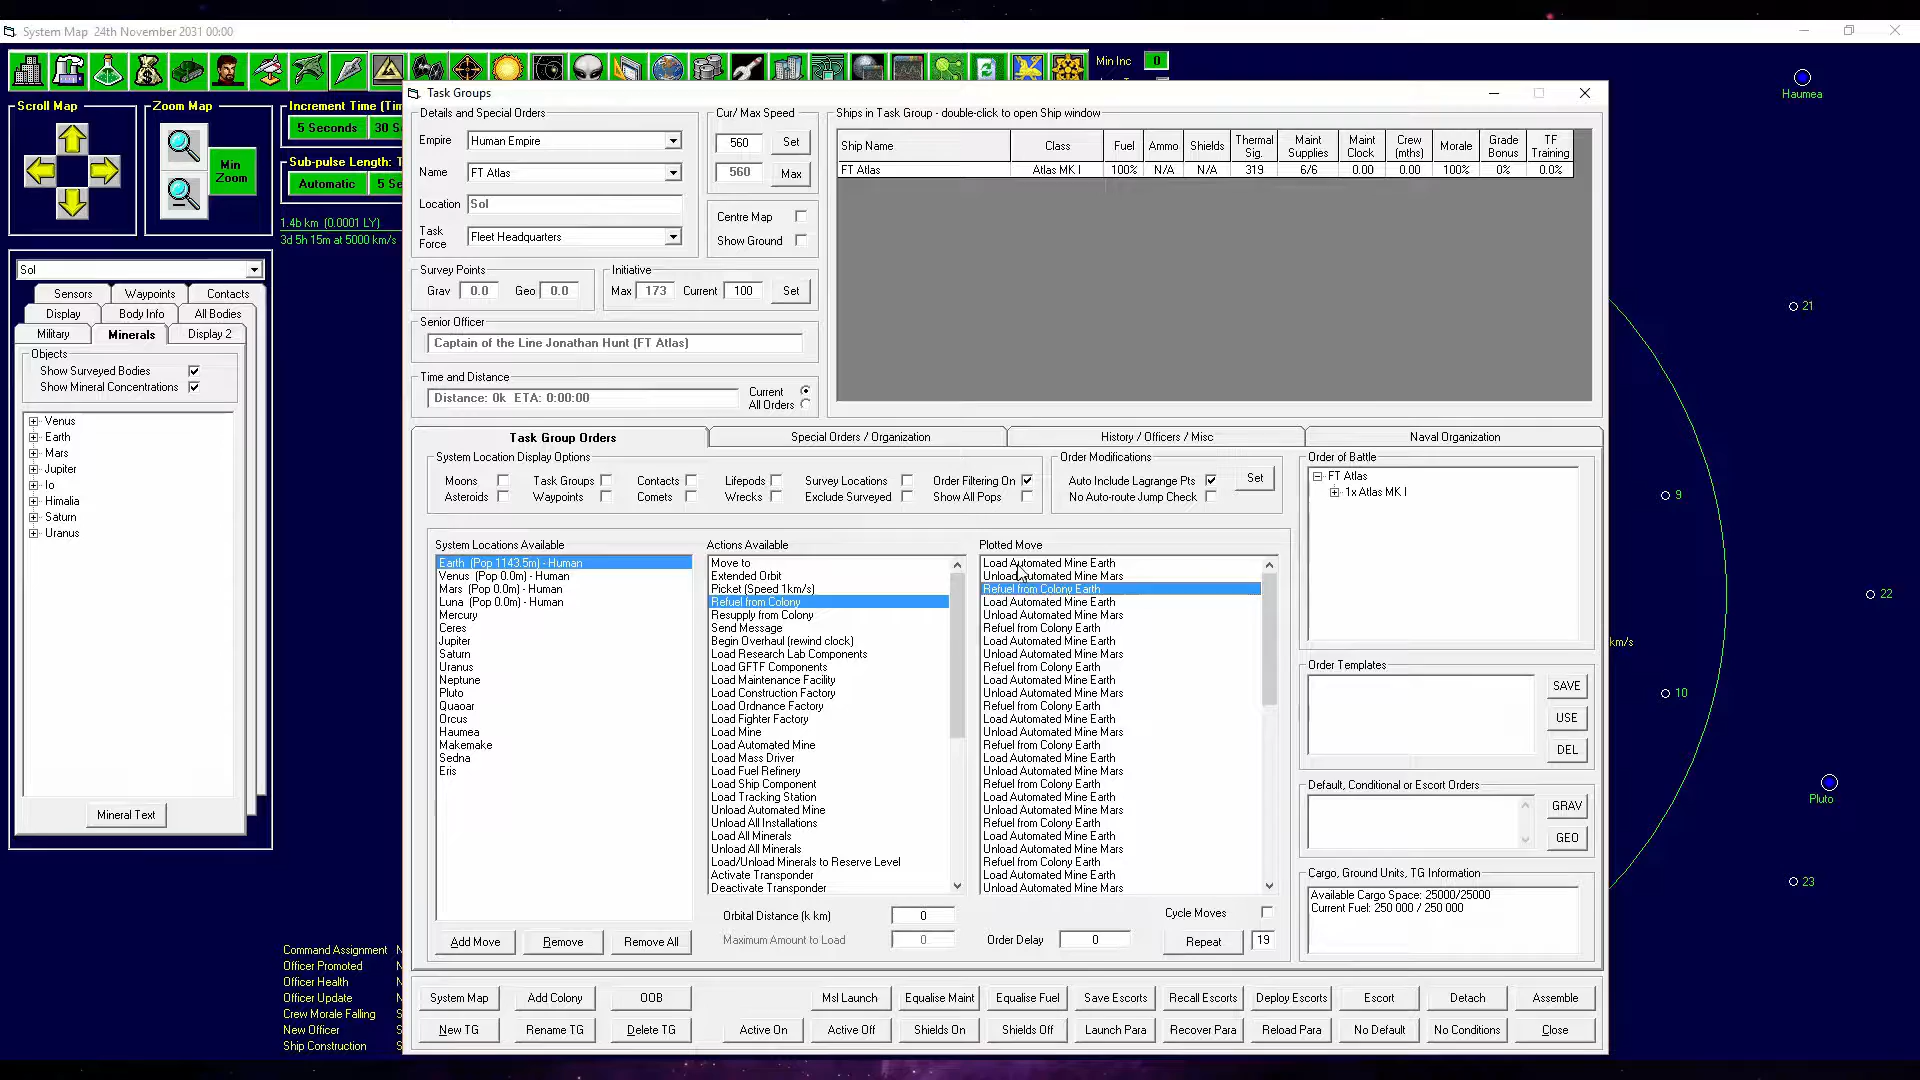 System Map 24th November 2031 00:00
Min Inc 0
Scroll Map
Zoom Map
Min Zoom
Increment Time (Tim
5 Seconds
30 S
Sub-pulse Length: T
Automatic
5 Se
1.4b km (0.0001 LY)
3d 5h 15m at 5000 km/s
Sol
Sensors Waypoints Contacts
Display Body Info All Bodies
Military Minerals Display 2
Objects
Show Surveyed Bodies
Show Mineral Concentrations
Venus
Earth
Mars
Jupiter
Io
Himalia
Saturn
Uranus
Mineral Text
Command Assignment N
Officer Promoted N
Officer Health N
Officer Update N
Crew Morale Falling S
New Officer S
Ship Construction S
Task Groups
Details and Special Orders
Empire Human Empire
Name FT Atlas
Location Sol
Task Force Fleet Headquarters
Cur/ Max Speed
560 Set
560 Max
Centre Map
Show Ground
Survey Points
Grav 0.0 Geo 0.0
Initiative
Max 173 Current 100 Set
Senior Officer
Captain of the Line Jonathan Hunt (FT Atlas)
Time and Distance
Distance: 0k ETA: 0:00:00
Current
All Orders
Ships in Task Group - double-click to open Ship window
Ship Name Class Fuel Ammo Shields Thermal Sig. Maint Supplies Maint Clock Crew (mths) Morale Grade Bonus TF Training
FT Atlas Atlas MK I 100% N/A N/A 319 6/6 0.00 0.00 100% 0% 0.0%
Task Group Orders Special Orders / Organization History / Officers / Misc Naval Organization
System Location Display Options
Moons Task Groups Contacts Lifepods Survey Locations Order Filtering On
Asteroids Waypoints Comets Wrecks Exclude Surveyed Show All Pops
Order Modifications
Auto Include Lagrange Pts
No Auto-route Jump Check
Set
System Locations Available
Earth (Pop 1143.5m) - Human
Venus (Pop 0.0m) - Human
Mars (Pop 0.0m) - Human
Luna (Pop 0.0m) - Human
Mercury
Ceres
Jupiter
Saturn
Uranus
Neptune
Pluto
Quaoar
Orcus
Haumea
Makemake
Sedna
Eris
Actions Available
Move to
Extended Orbit
Picket (Speed 1km/s)
Refuel from Colony
Resupply from Colony
Send Message
Begin Overhaul (rewind clock)
Load Research Lab Components
Load GFTF Components
Load Maintenance Facility
Load Construction Factory
Load Ordnance Factory
Load Fighter Factory
Load Mine
Load Automated Mine
Load Mass Driver
Load Fuel Refinery
Load Ship Component
Load Tracking Station
Unload Automated Mine
Unload All Installations
Load All Minerals
Unload All Minerals
Load/Unload Minerals to Reserve Level
Activate Transponder
Deactivate Transponder
Plotted Move
Load Automated Mine Earth
Unload Automated Mine Mars
Refuel from Colony Earth
Load Automated Mine Earth
Unload Automated Mine Mars
Refuel from Colony Earth
Load Automated Mine Earth
Unload Automated Mine Mars
Refuel from Colony Earth
Load Automated Mine Earth
Unload Automated Mine Mars
Refuel from Colony Earth
Load Automated Mine Earth
Unload Automated Mine Mars
Refuel from Colony Earth
Load Automated Mine Earth
Unload Automated Mine Mars
Refuel from Colony Earth
Load Automated Mine Earth
Unload Automated Mine Mars
Refuel from Colony Earth
Load Automated Mine Earth
Unload Automated Mine Mars
Refuel from Colony Earth
Load Automated Mine Earth
Unload Automated Mine Mars
Add Move Remove Remove All
Orbital Distance (k km) 0
Maximum Amount to Load 0
Order Delay 0
Cycle Moves
Repeat 19
Order of Battle
FT Atlas
1x Atlas MK I
Order Templates
SAVE
USE
DEL
Default, Conditional or Escort Orders
GRAV
GEO
Cargo, Ground Units, TG Information
Available Cargo Space: 25000/25000
Current Fuel: 250 000 / 250 000
System Map Add Colony OOB Msl Launch Equalise Maint Equalise Fuel Save Escorts Recall Escorts Deploy Escorts Escort Detach Assemble
New TG Rename TG Delete TG Active On Active Off Shields On Shields Off Launch Para Recover Para Reload Para No Default No Conditions Close
Haumea
21
9
22
km/s
10
Pluto
23